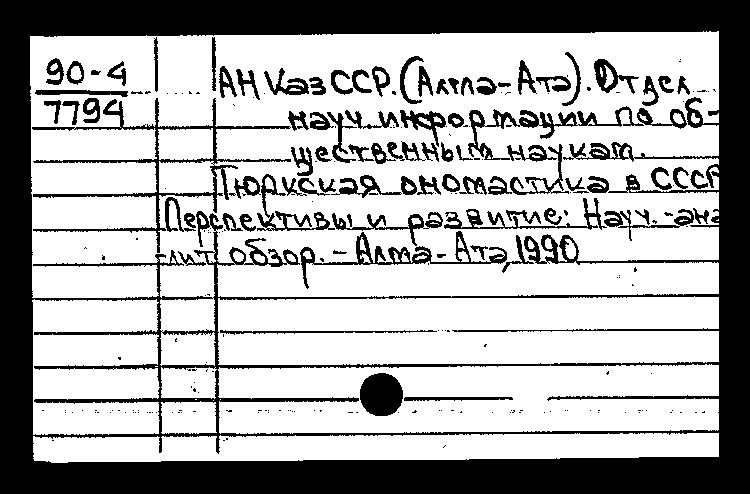 90-4
7794
АН КазССР. (Алма-Ата). Отдел
науч. информации по об-
щественным наукам.
Тюркская ономастика в СССР
Перспективы и развитие: Науч.-ана
-лит обзор. - Алма-Ата, 1990